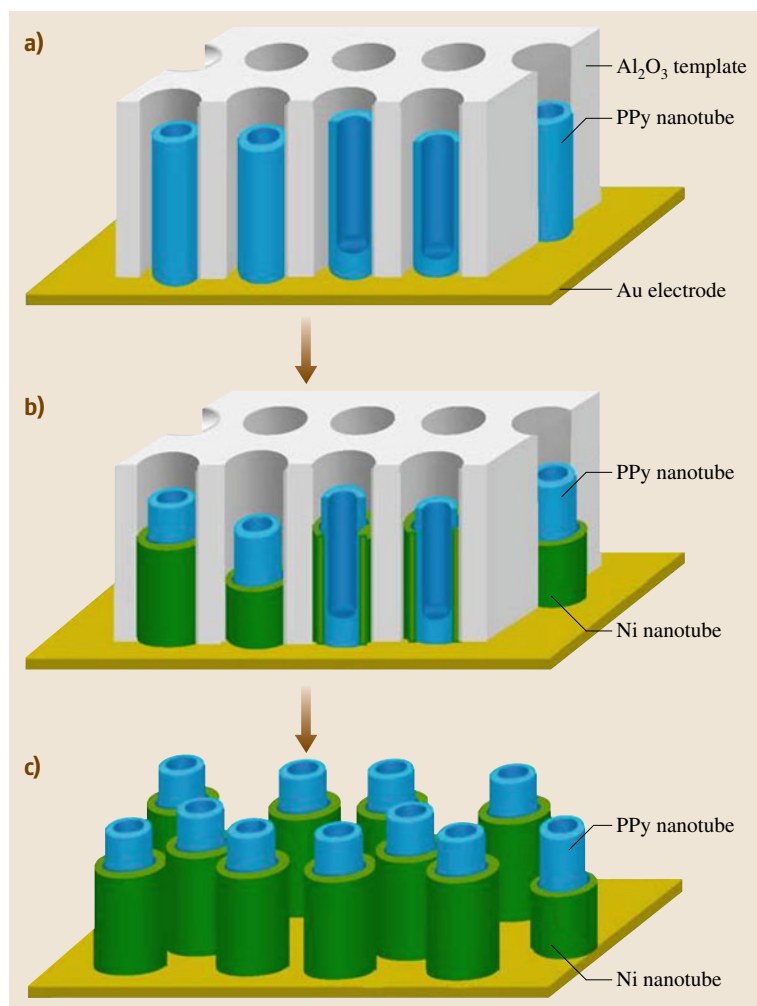 a)
Al₂O₃ template
PPy nanotube
Au electrode
b)
PPy nanotube
Ni nanotube
c)
PPy nanotube
Ni nanotube